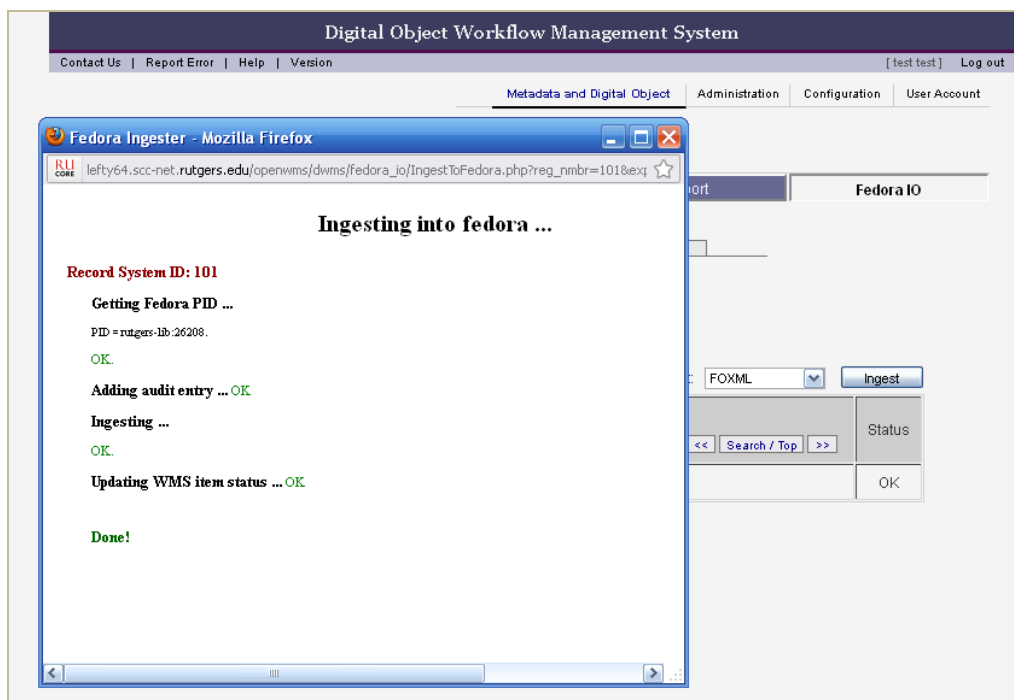 Digital Object Workflow Management System
Contact Us | Report Error | Help | Version [ test test ] Log out
Metadata and Digital Object Administration Configuration User Account
Fedora Ingester - Mozilla Firefox
RU CORE lefty64.scc-net.rutgers.edu/openwms/dwms/fedora_io/IngestToFedora.php?reg_nmbr=101&ex
ort Fedora IO
Ingesting into fedora ...
Record System ID: 101
Getting Fedora PID ...
PID = rutgers-lib:26208.
OK.
Adding audit entry ... OK
Ingesting ...
OK.
Updating WMS item status ... OK
Done!
: FOXML Ingest
<< Search / Top >> Status
OK